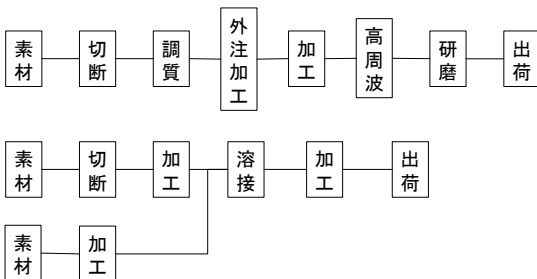 素材 切断 調質 外注加工 加工 高周波 研磨 出荷
素材 切断 加工 溶接 加工 出荷
素材 加工